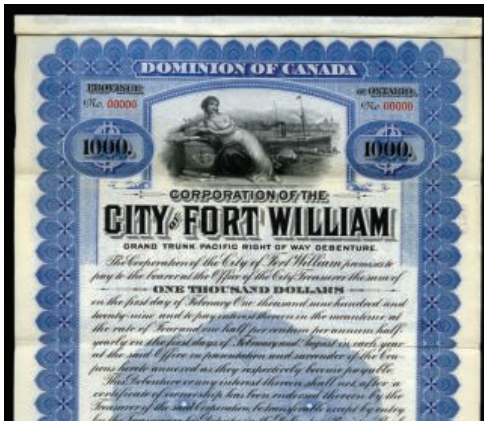 DOMINION OF CANADA
PROVINCE OF ONTARIO.
No. 00000 No. 00000
1000. 1000.
CORPORATION OF THE
CITY OF FORT WILLIAM
GRAND TRUNK PACIFIC RIGHT OF WAY DEBENTURE.
The Corporation of the City of Fort William promises to
pay to the bearer at the Office of the City Treasurer the sum of
ONE THOUSAND DOLLARS
on the first day of February One thousand nine hundred and
twenty-nine and to pay interest thereon in the meantime at
the rate of Four and one half per centum per annum half-
yearly on the first days of February and August in each year
at the said Office on presentation and surrender of the Cou-
pons hereto annexed as they respectively become payable.
This Debenture or any interest therein shall not, after a
certificate of ownership has been endorsed thereon by the
Treasurer of the said Corporation, be transferable except by entry
by the Treasurer